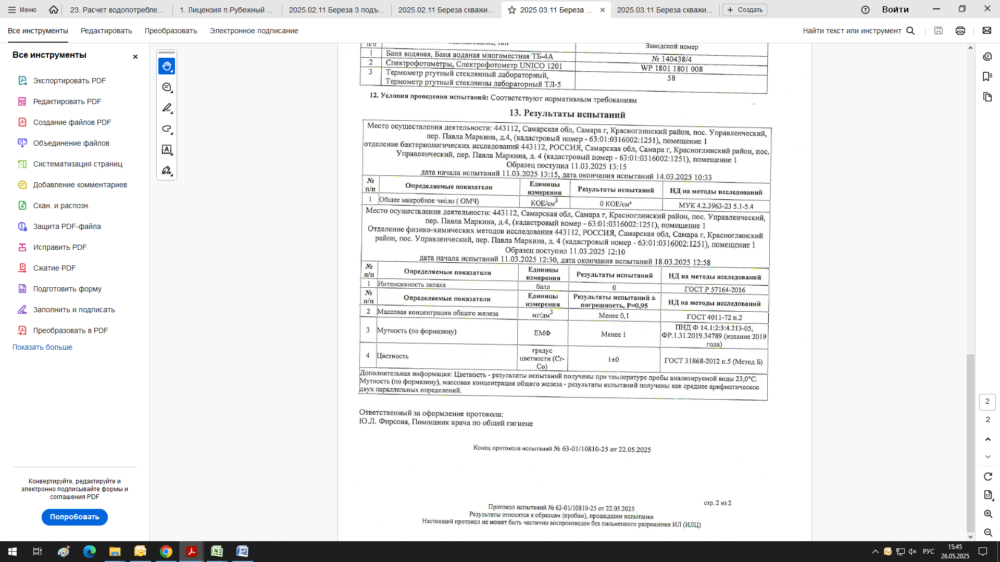 Меню
23. Расчет водопотребле...
1. Лицензия п.Рубежный ...
2025.02.11 Береза 3 подъ...
2025.02.11 Береза скважи...
2025.03.11 Береза ...
2025.03.11 Береза скважи...
Создать
Войти
Все инструменты
Редактировать
Преобразовать
Электронное подписание
Найти текст или инструмент
Все инструменты
Экспортировать PDF
Редактировать PDF
Создание файлов PDF
Объединение файлов
Систематизация страниц
Добавление комментариев
Скан. и распозн.
Защита PDF-файла
Исправить PDF
Сжатие PDF
Подготовить форму
Заполнить и подписать
Преобразовать в PDF
Показать больше
Конвертируйте, редактируйте и
электронно подписывайте формы и
соглашения PDF
Попробовать
п/п Наименование, тип Заводской номер
1 Баня водяная, Баня водяная многоместная ТБ-4А № 140438/4
2 Спектрофотометры, Спектрофотометр UNICO 1201 WP 1801 1801 008
3 Термометр ртутный стеклянный лабораторный, 58
Термометр ртутный стеклянны лабораторный ТЛ-5
12. Условия проведения испытаний: Соответствуют нормативным требованиям
13. Результаты испытаний
Место осуществления деятельности: 443112, Самарская обл, Самара г, Красноглинский район, пос. Управленческий,
пер. Павла Маркина, д.4, (кадастровый номер - 63:01:0316002:1251), помещение 1
отделение бактериологических исследований 443112, РОССИЯ, Самарская обл, Самара г, Красноглинский район, пос.
Управленческий, пер. Павла Маркина, д. 4 (кадастровый номер - 63:01:0316002:1251), помещение 1
Образец поступил 11.03.2025 13:15
дата начала испытаний 11.03.2025 13:15, дата окончания испытаний 14.03.2025 10:33
№ п/п Определяемые показатели Единицы измерения Результаты испытаний НД на методы исследований
1 Общее микробное число ( ОМЧ) КОЕ/см3 0 КОЕ/см³ МУК 4.2.3963-23 5.1-5.4
Место осуществления деятельности: 443112, Самарская обл, Самара г, Красноглинский район, пос. Управленческий,
пер. Павла Маркина, д.4, (кадастровый номер - 63:01:0316002:1251), помещение 1
Отделение физико-химических методов исследования 443112, РОССИЯ, Самарская обл, Самара г, Красноглинский
район, пос. Управленческий, пер. Павла Маркина, д. 4 (кадастровый номер - 63:01:0316002:1251), помещение 1
Образец поступил 11.03.2025 12:10
дата начала испытаний 11.03.2025 12:30, дата окончания испытаний 18.03.2025 12:58
№ п/п Определяемые показатели Единицы измерения Результаты испытаний НД на методы исследований
1 Интенсивность запаха балл 0 ГОСТ Р 57164-2016
№ п/п Определяемые показатели Единицы измерения Результаты испытаний ± погрешность, P=0,95 НД на методы исследований
2 Массовая концентрация общего железа мг/дм3 Менее 0,1 ГОСТ 4011-72 п.2
3 Мутность (по формазину) ЕМФ Менее 1 ПНД Ф 14.1:2:3:4.213-05, ФР.1.31.2019.34789 (издание 2019 года)
4 Цветность градус цветности (Cr-Co) 1±0 ГОСТ 31868-2012 п.5 (Метод Б)
Дополнительная информация: Цветность - результаты испытаний получены при температуре пробы анализируемой воды 23,0°С.
Мутность (по формазину), массовая концентрация общего железа - результаты испытаний получены как среднее арифметическое
двух параллельных определений.
Ответственный за оформление протокола:
Ю.Л. Фирсова, Помощник врача по общей гигиене
Конец протокола испытаний № 63-01/10810-25 от 22.05.2025
стр. 2 из 2
Протокол испытаний № 63-01/10810-25 от 22.05.2025
Результаты относятся к образцам (пробам), прошедшим испытания
Настоящий протокол не может быть частично воспроизведен без письменного разрешения ИЛ (ИЛЦ)
2
2
1:1
РУС
15:45
26.05.2025